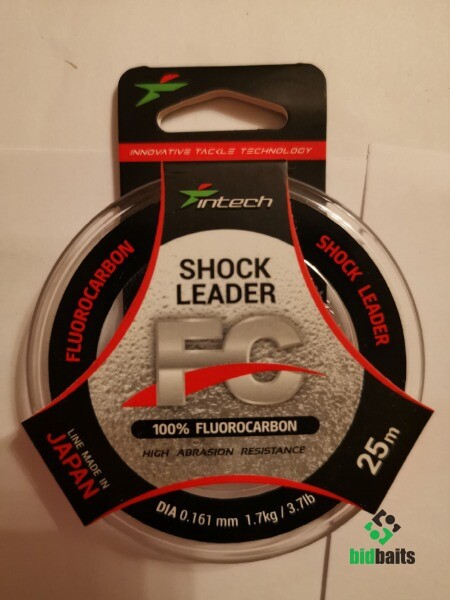 INNOVATIVE TACKLE TECHNOLOGY
intech
FLUOROCARBON
SHOCK LEADER
SHOCK
LEADER
FC
100% FLUOROCARBON
HIGH ABRASION RESISTANCE
LINE MADE IN
JAPAN
25m
DIA 0.161 mm 1.7kg / 3.7lb
bidbaits